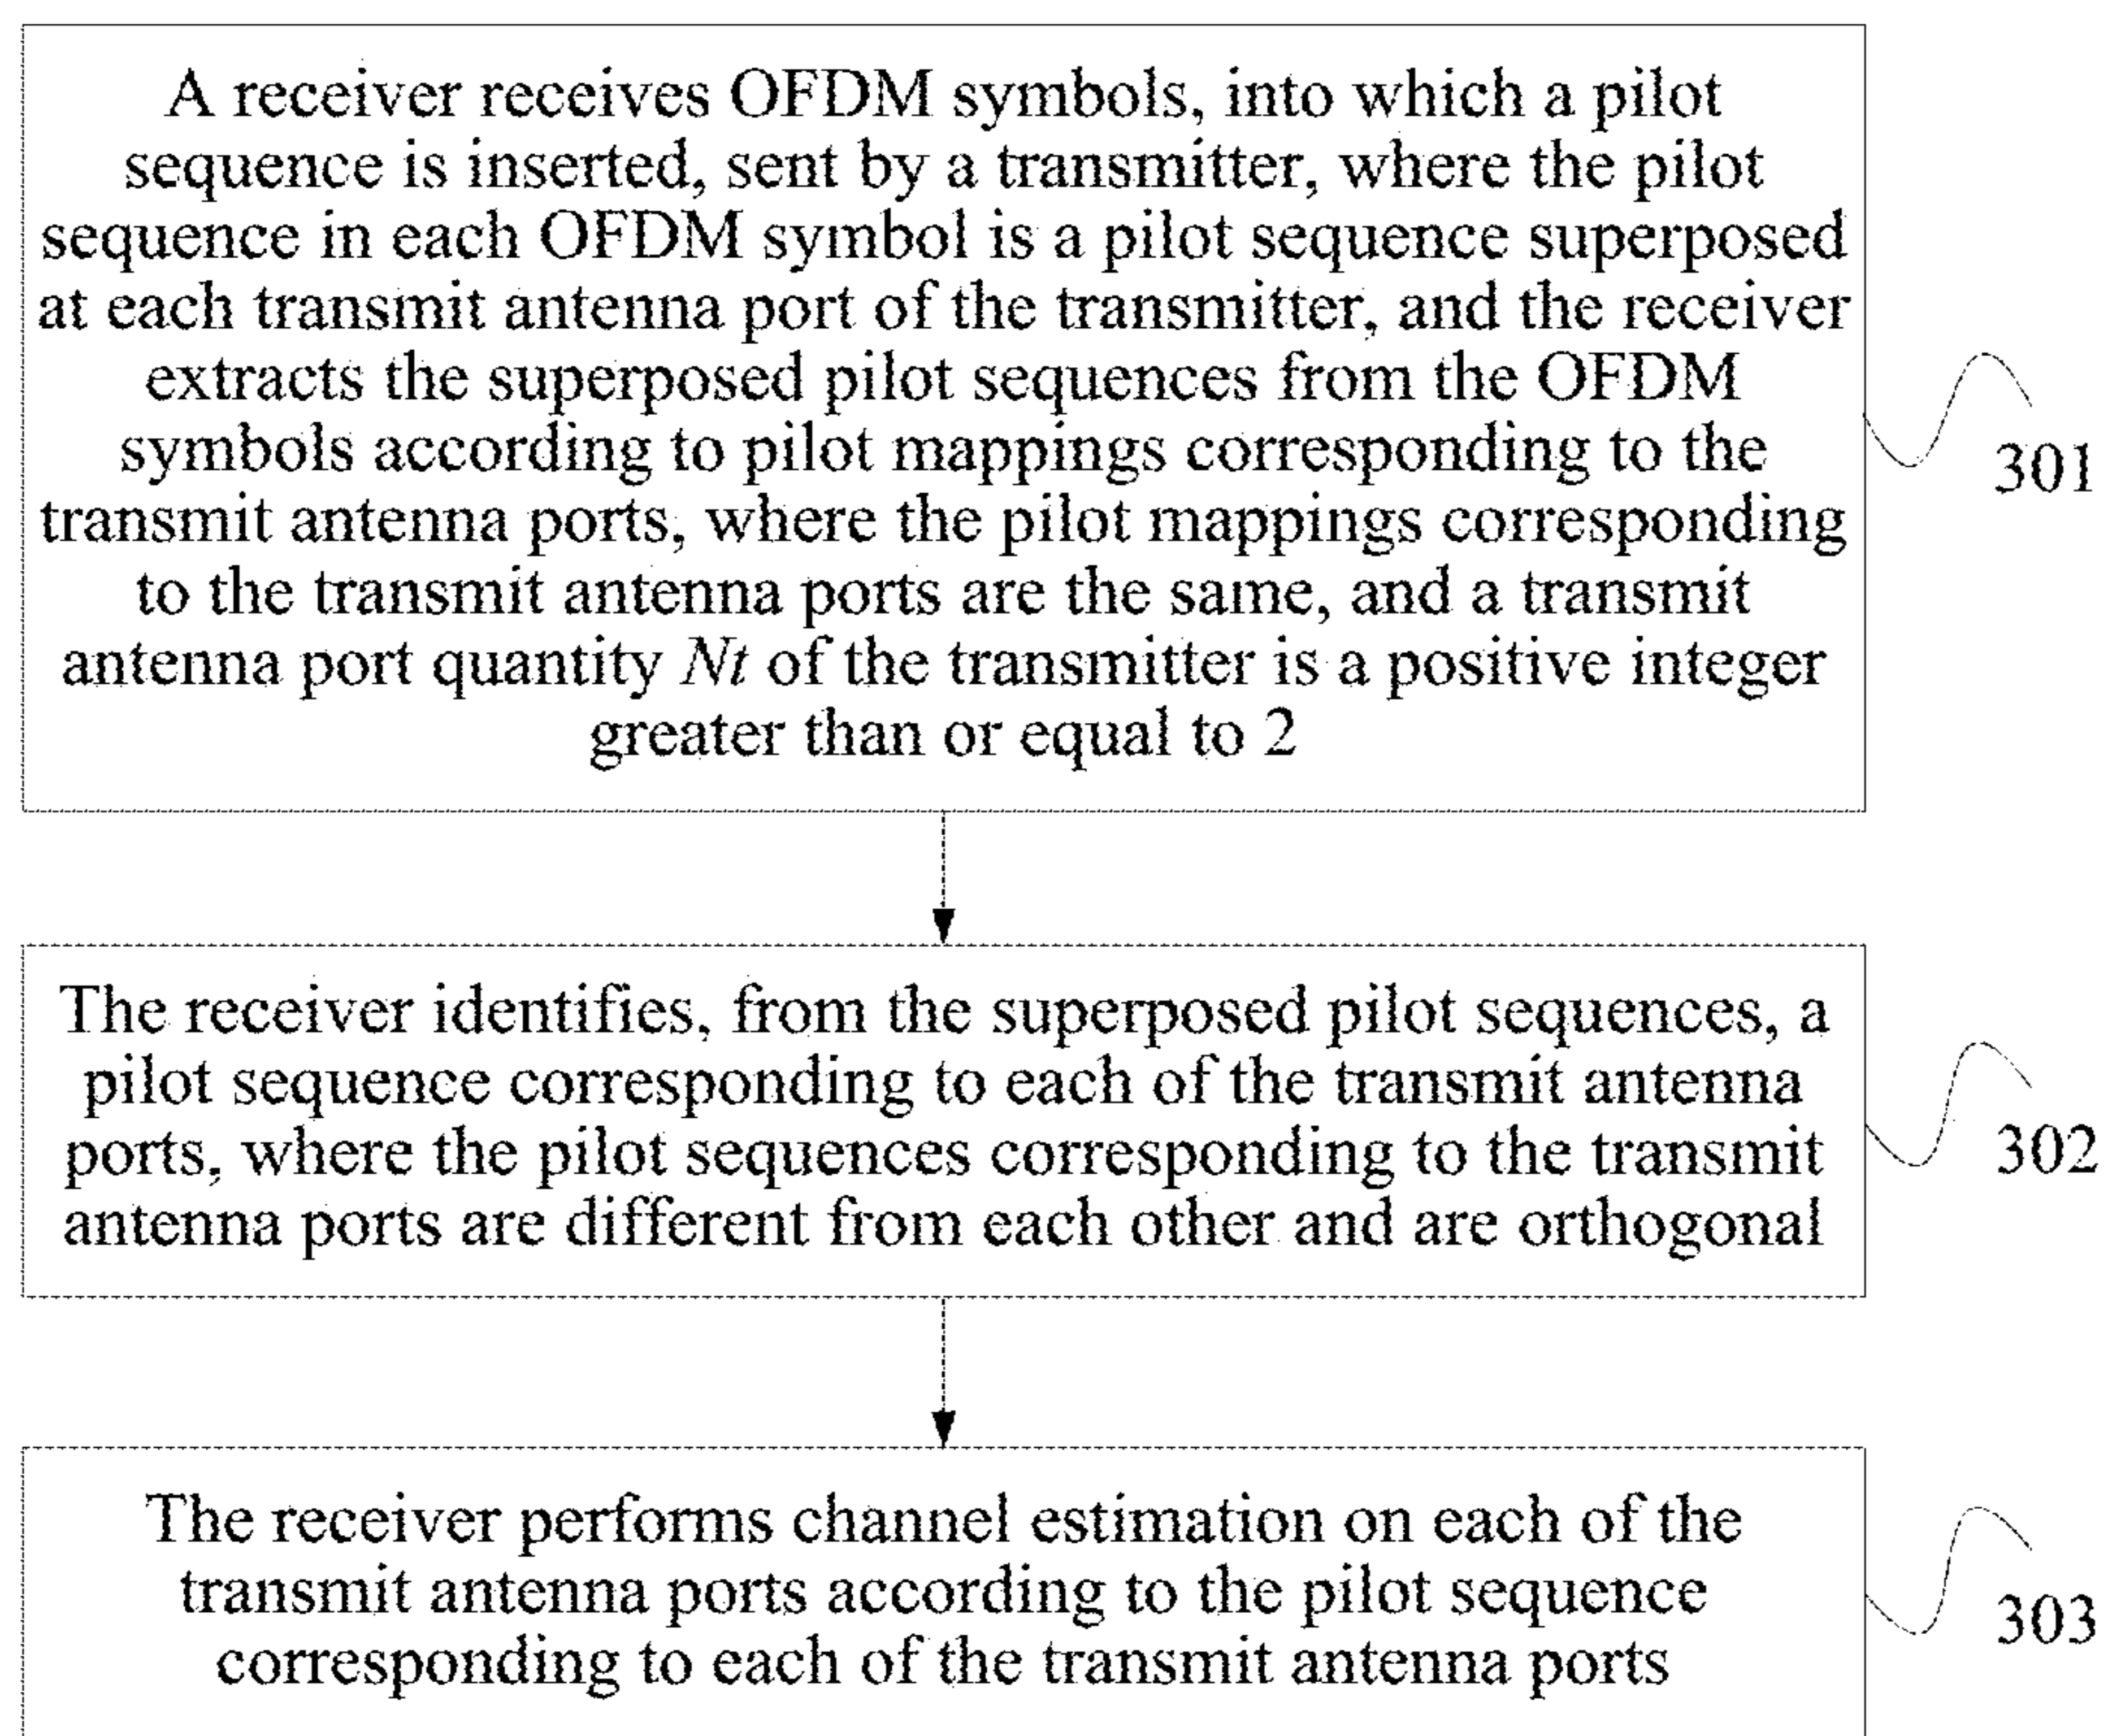 A receiver receives OFDM symbols, into which a pilot
sequence is inserted, sent by a transmitter, where the pilot
sequence in each OFDM symbol is a pilot sequence superposed
at each transmit antenna port of the transmitter, and the receiver
extracts the superposed pilot sequences from the OFDM
symbols according to pilot mappings corresponding to the
transmit antenna ports, where the pilot mappings corresponding
to the transmit antenna ports are the same, and a transmit
antenna port quantity Nt of the transmitter is a positive integer
greater than or equal to 2
301
The receiver identifies, from the superposed pilot sequences, a
pilot sequence corresponding to each of the transmit antenna
ports, where the pilot sequences corresponding to the transmit
antenna ports are different from each other and are orthogonal
302
The receiver performs channel estimation on each of the
transmit antenna ports according to the pilot sequence
corresponding to each of the transmit antenna ports
303